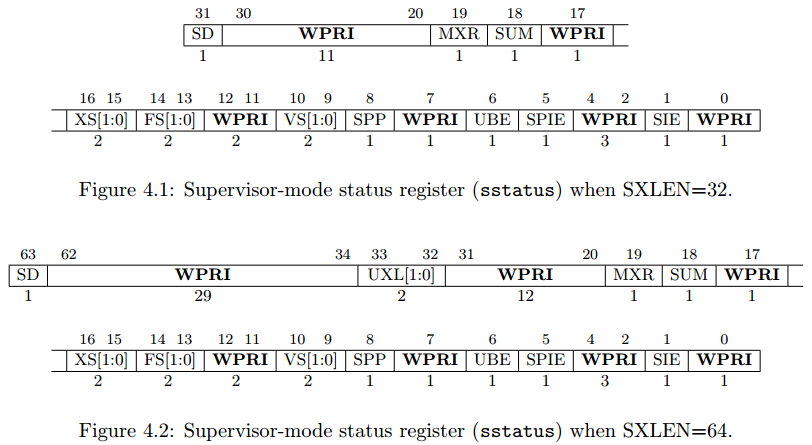 31 30 20 19 18 17
SD WPRI MXR SUM WPRI
1 11 1 1 1
16 15 14 13 12 11 10 9 8 7 6 5 4 2 1 0
XS[1:0] FS[1:0] WPRI VS[1:0] SPP WPRI UBE SPIE WPRI SIE WPRI
2 2 2 2 1 1 1 1 3 1 1
Figure 4.1: Supervisor-mode status register (sstatus) when SXLEN=32.
63 62 34 33 32 31 20 19 18 17
SD WPRI UXL[1:0] WPRI MXR SUM WPRI
1 29 2 12 1 1 1
16 15 14 13 12 11 10 9 8 7 6 5 4 2 1 0
XS[1:0] FS[1:0] WPRI VS[1:0] SPP WPRI UBE SPIE WPRI SIE WPRI
2 2 2 2 1 1 1 1 3 1 1
Figure 4.2: Supervisor-mode status register (sstatus) when SXLEN=64.